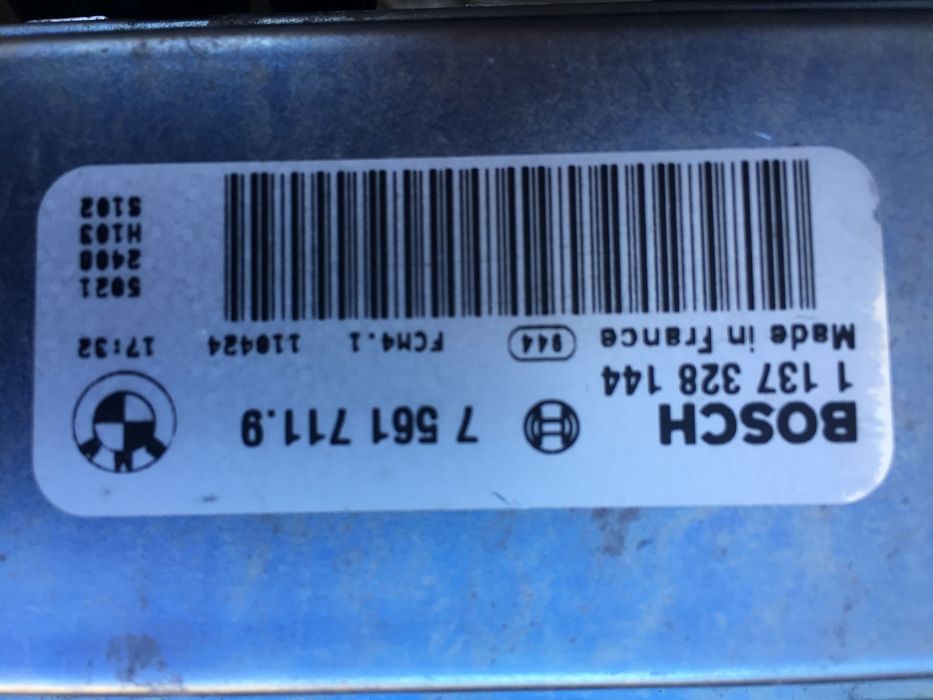 BOSCH 7 561 711.9
1 137 328 144
Made in France 944 FCM4.1 110424 17:32
5021
2408
H103
S102
BMW